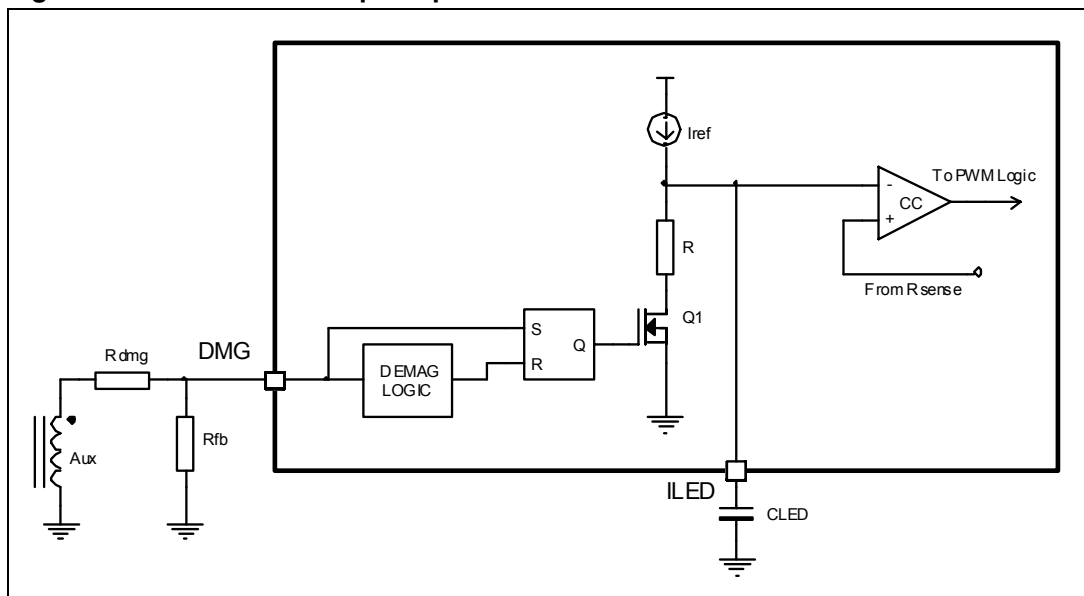 Iref
To PWM Logic
-
CC
+
R
From Rsense
Q1
S
Q
R
DMG
Rdmg
DEMAG
LOGIC
Rfb
Aux
ILED
CLED